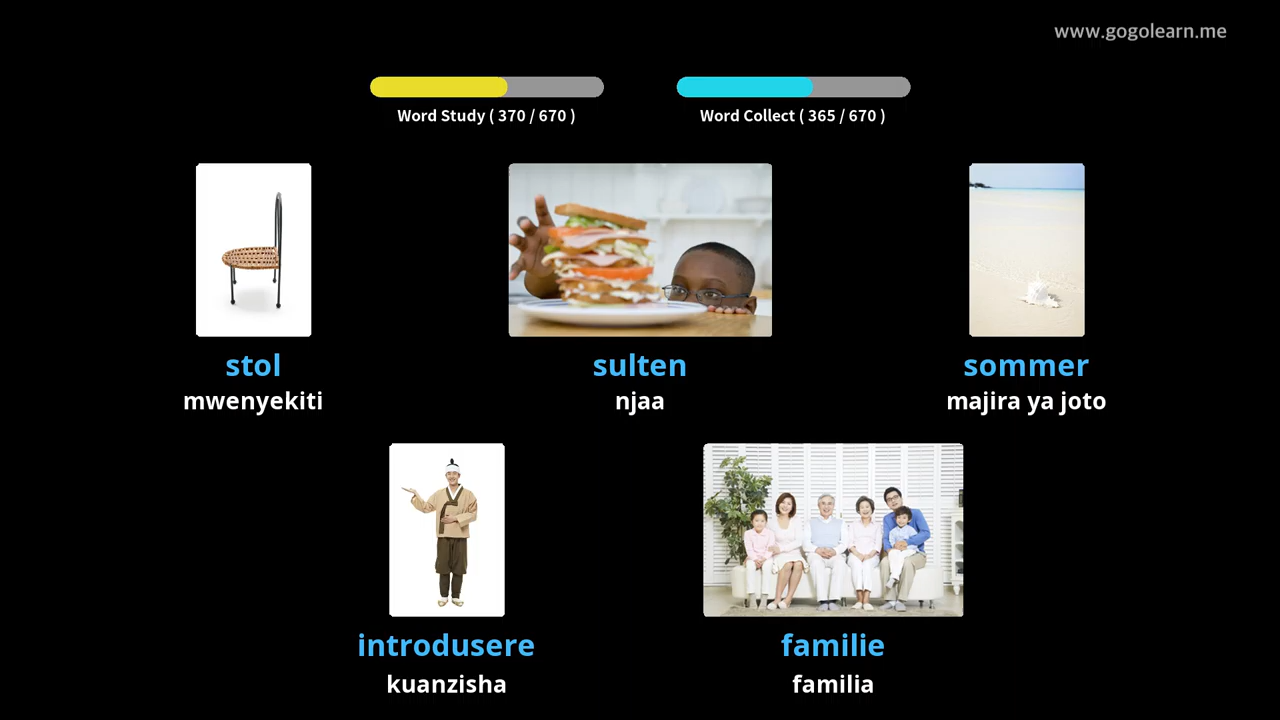 www.gogolearn.me
Word Study ( 370 / 670 )
Word Collect ( 365 / 670 )
stol
mwenyekiti
sulten
njaa
sommer
majira ya joto
introdusere
kuanzisha
familie
familia